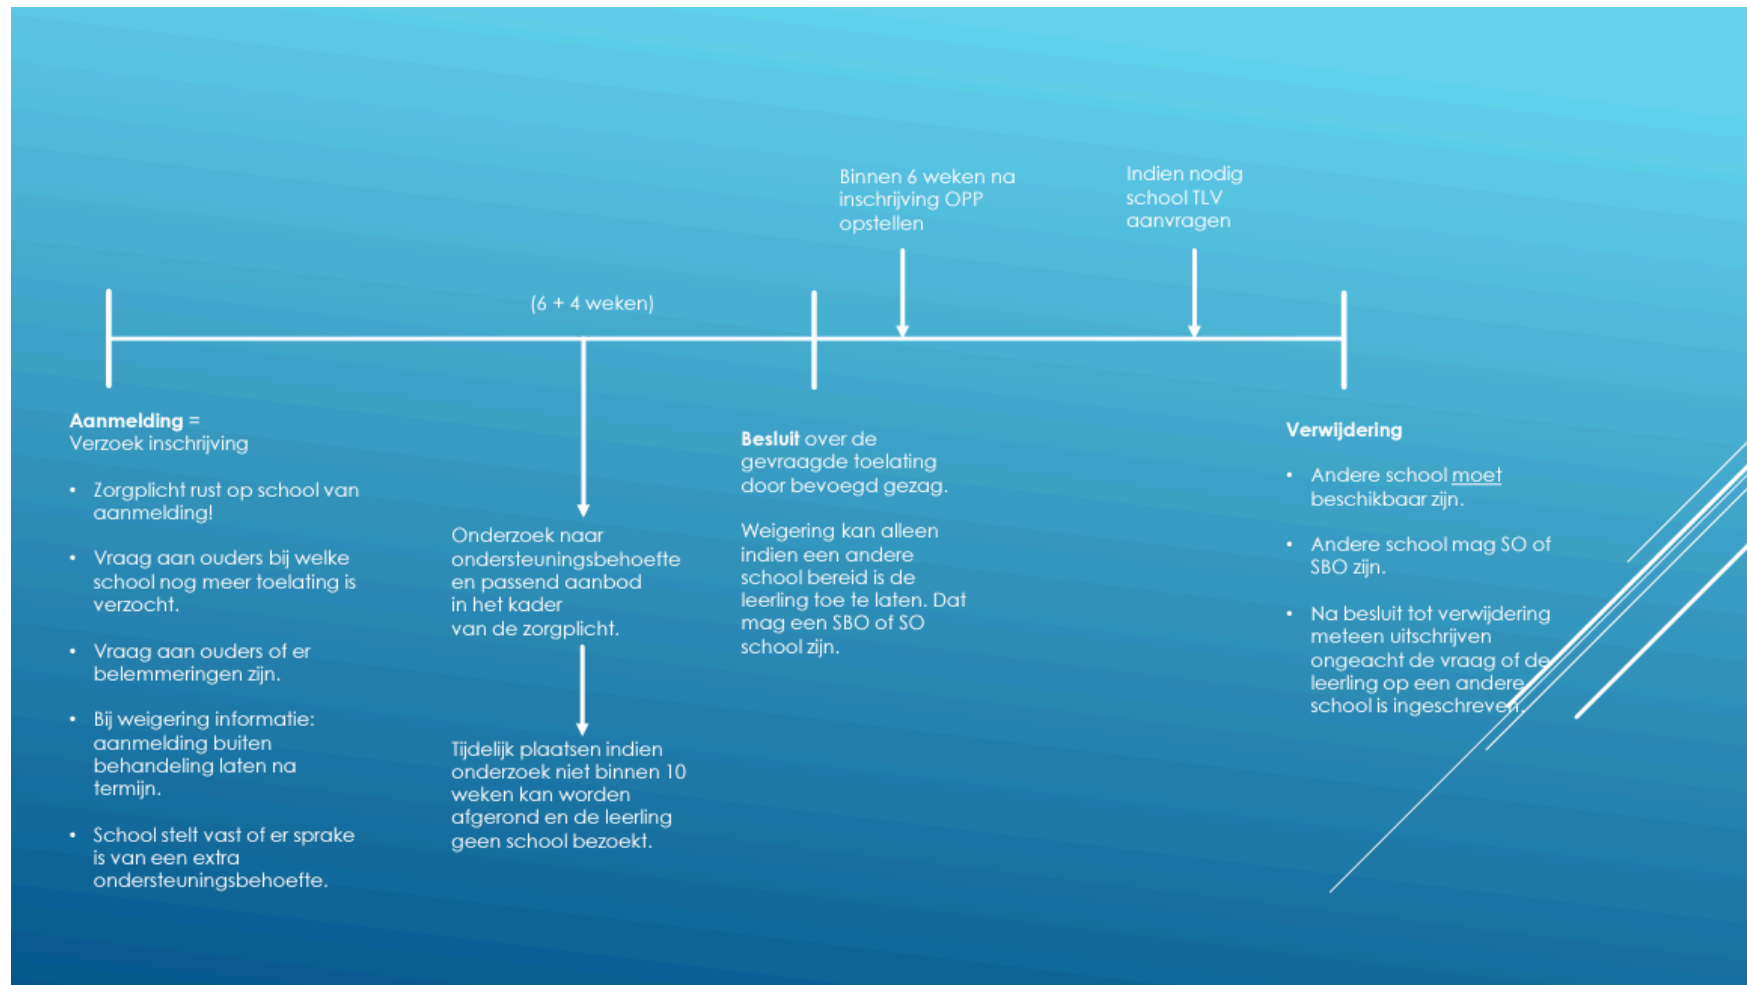 Binnen 6 weken na
inschrijving OPP
opstellen
Indien nodig
school TLV
aanvragen
(6 + 4 weken)
Aanmelding =
Verzoek inschrijving
• Zorgplicht rust op school van
aanmelding!
• Vraag aan ouders bij welke
school nog meer toelating is
verzocht.
• Vraag aan ouders of er
belemmeringen zijn.
• Bij weigering informatie:
aanmelding buiten
behandeling laten na
termijn.
• School stelt vast of er sprake
is van een extra
ondersteuningsbehoefte.
Onderzoek naar
ondersteuningsbehoefte
en passend aanbod
in het kader
van de zorgplicht.
Tijdelijk plaatsen indien
onderzoek niet binnen 10
weken kan worden
afgerond en de leerling
geen school bezoekt.
Besluit over de
gevraagde toelating
door bevoegd gezag.
Weigering kan alleen
indien een andere
school bereid is de
leerling toe te laten. Dat
mag een SBO of SO
school zijn.
Verwijdering
• Andere school moet
beschikbaar zijn.
• Andere school mag SO of
SBO zijn.
• Na besluit tot verwijdering
meteen uitschrijven
ongeacht de vraag of de
leerling op een andere
school is ingeschreven.